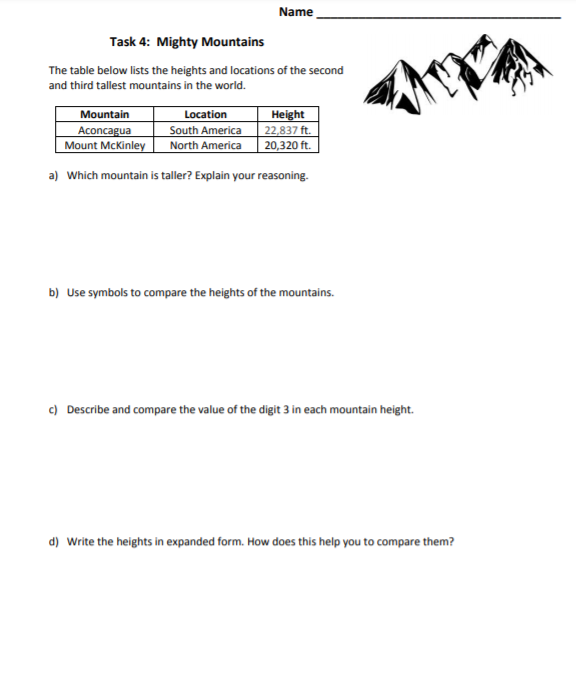 Name
Task 4: Mighty Mountains
The table below lists the heights and locations of the second
and third tallest mountains in the world.
Mountain Location Height
Aconcagua South America 22,837 ft.
Mount McKinley North America 20,320 ft.
a) Which mountain is taller? Explain your reasoning.
b) Use symbols to compare the heights of the mountains.
c) Describe and compare the value of the digit 3 in each mountain height.
d) Write the heights in expanded form. How does this help you to compare them?